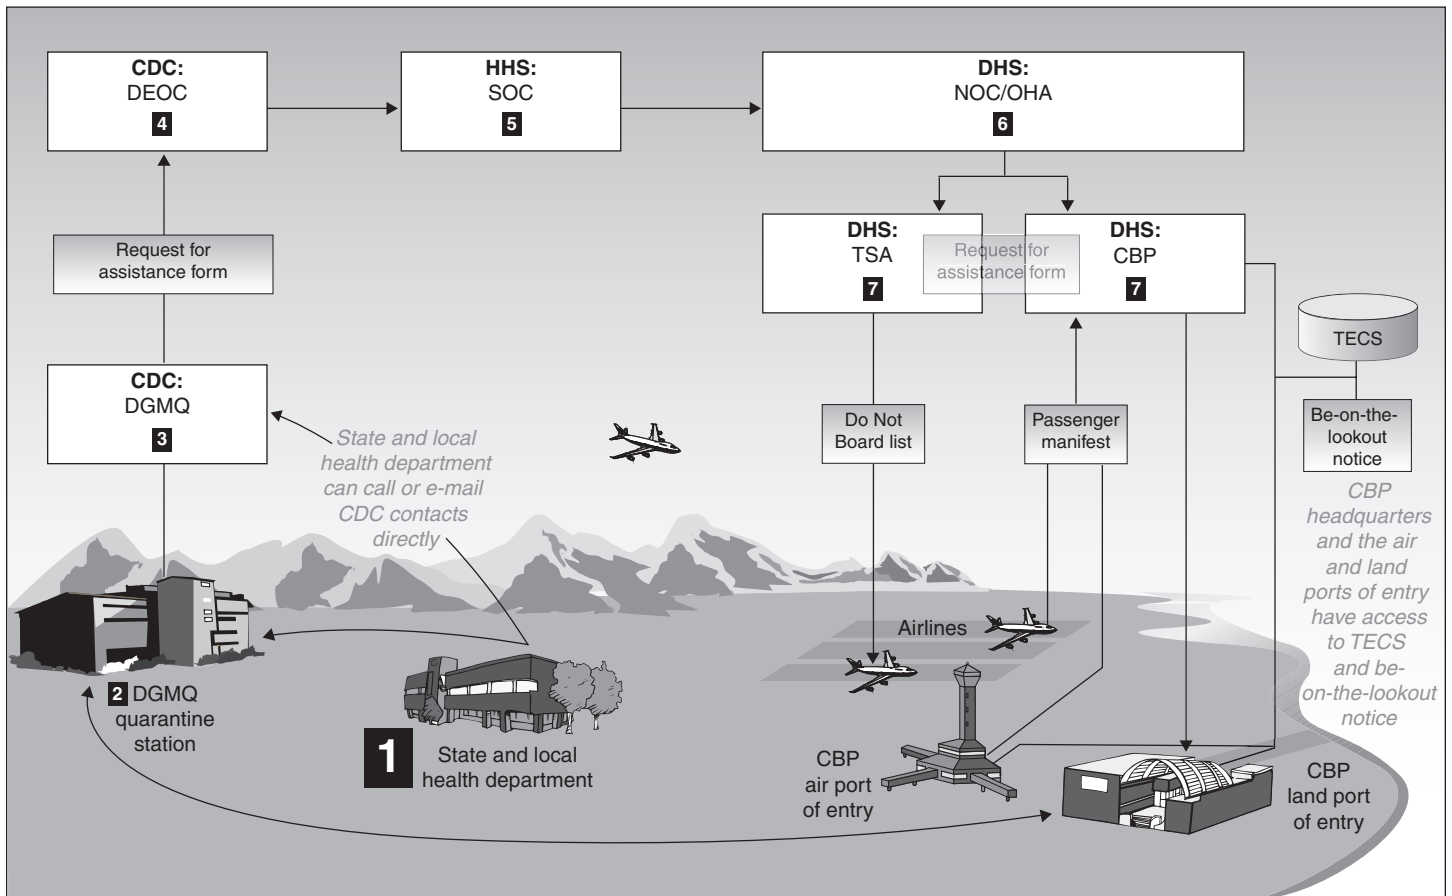 CDC:
DEOC
4
HHS:
SOC
5
DHS:
NOC/OHA
6
Request for
assistance form
DHS:
TSA
7
Request for
assistance form
DHS:
CBP
7
TECS
CDC:
DGMQ
3
State and local
health department
can call or e-mail
CDC contacts
directly
Do Not
Board list
Passenger
manifest
Be-on-the-
lookout
notice
CBP
headquarters
and the air
and land
ports of entry
have access
to TECS
and be-
on-the-lookout
notice
Airlines
2 DGMQ
quarantine
station
1
State and local
health department
CBP
air port
of entry
CBP
land port
of entry